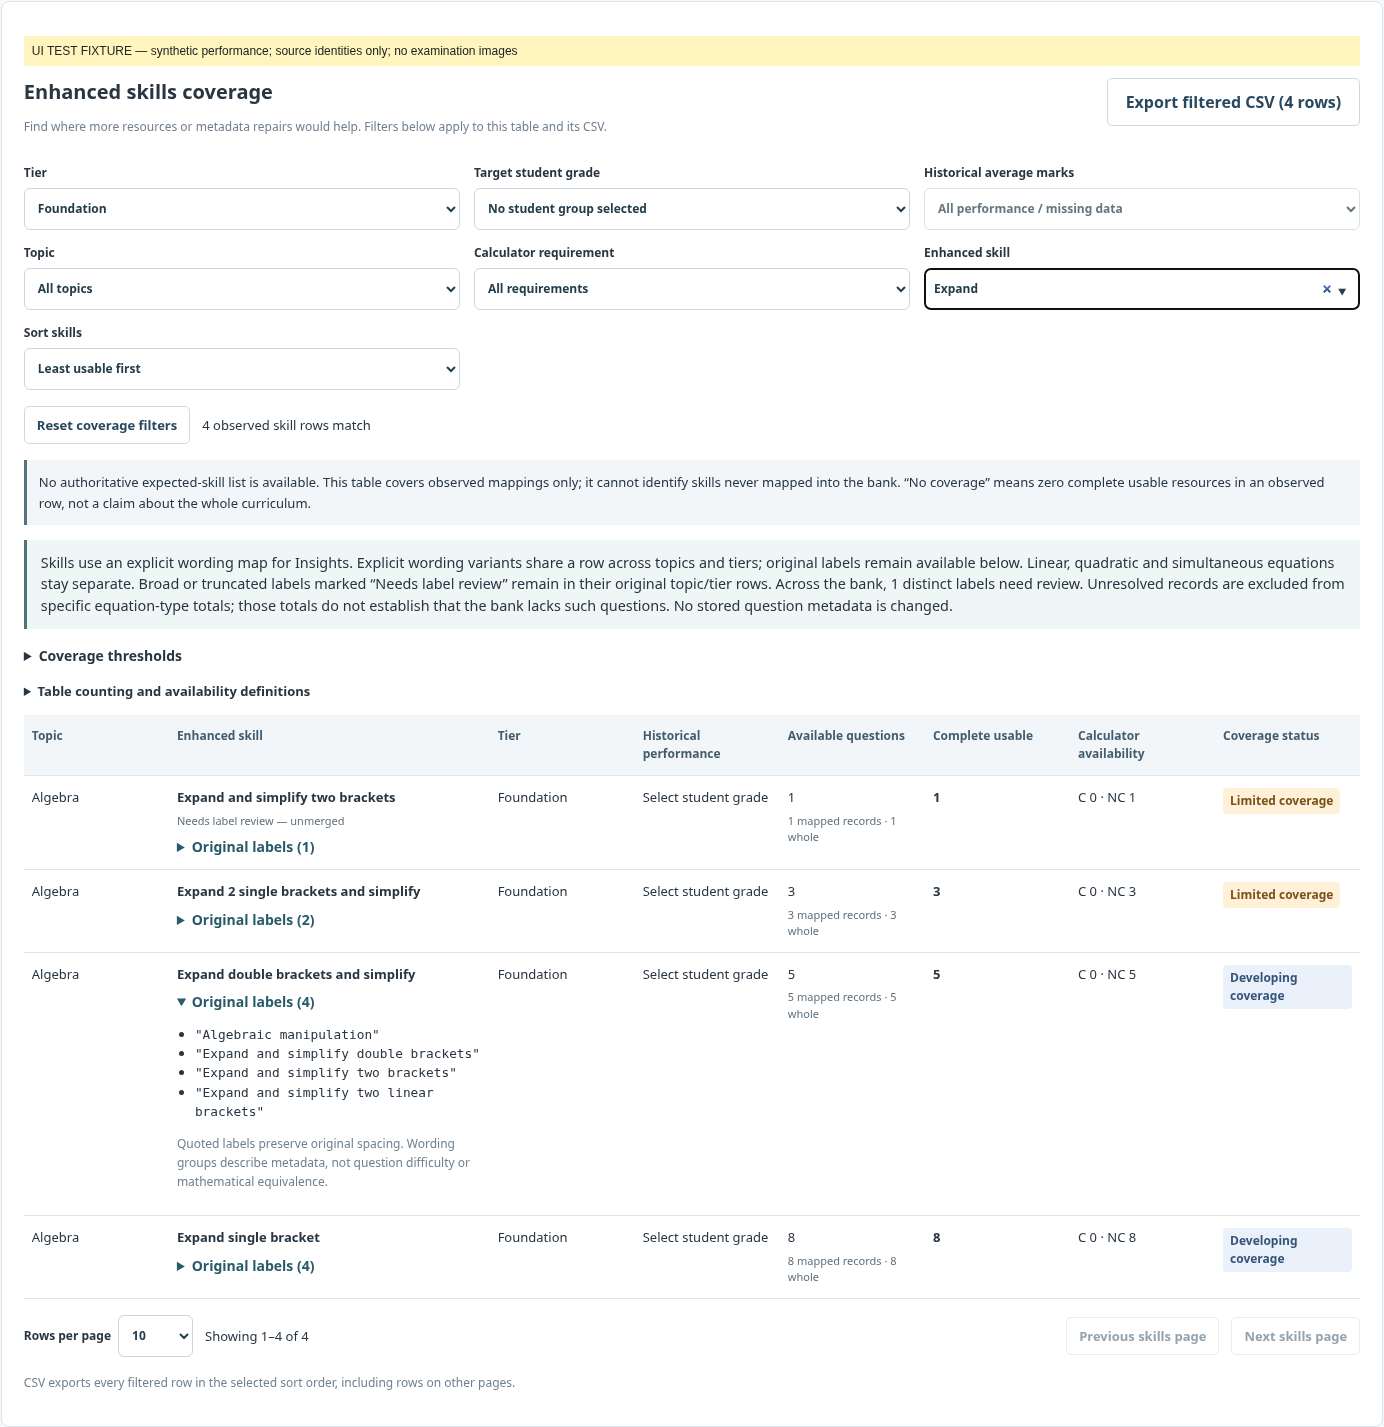 UI TEST FIXTURE — synthetic performance; source identities only; no examination images
Enhanced skills coverage
Export filtered CSV (4 rows)
Find where more resources or metadata repairs would help. Filters below apply to this table and its CSV.
Tier
Target student grade
Historical average marks
Foundation
No student group selected
All performance / missing data
Topic
Calculator requirement
Enhanced skill
All topics
All requirements
Expand × ▼
Sort skills
Least usable first
Reset coverage filters
4 observed skill rows match
No authoritative expected-skill list is available. This table covers observed mappings only; it cannot identify skills never mapped into the bank. “No coverage” means zero complete usable resources in an observed
row, not a claim about the whole curriculum.
Skills use an explicit wording map for Insights. Explicit wording variants share a row across topics and tiers; original labels remain available below. Linear, quadratic and simultaneous equations
stay separate. Broad or truncated labels marked “Needs label review” remain in their original topic/tier rows. Across the bank, 1 distinct labels need review. Unresolved records are excluded from
specific equation-type totals; those totals do not establish that the bank lacks such questions. No stored question metadata is changed.
▶ Coverage thresholds
▶ Table counting and availability definitions
Topic
Enhanced skill
Tier
Historical
performance
Available questions
Complete usable
Calculator
availability
Coverage status
Algebra
Expand and simplify two brackets
Needs label review — unmerged
▶ Original labels (1)
Foundation
Select student grade
1
1 mapped records · 1
whole
1
C 0 · NC 1
Limited coverage
Algebra
Expand 2 single brackets and simplify
▶ Original labels (2)
Foundation
Select student grade
3
3 mapped records · 3
whole
3
C 0 · NC 3
Limited coverage
Algebra
Expand double brackets and simplify
▼ Original labels (4)
• "Algebraic manipulation"
• "Expand and simplify double brackets"
• "Expand and simplify two brackets"
• "Expand and simplify two linear
brackets"
Quoted labels preserve original spacing. Wording
groups describe metadata, not question difficulty or
mathematical equivalence.
Foundation
Select student grade
5
5 mapped records · 5
whole
5
C 0 · NC 5
Developing
coverage
Algebra
Expand single bracket
▶ Original labels (4)
Foundation
Select student grade
8
8 mapped records · 8
whole
8
C 0 · NC 8
Developing
coverage
Rows per page
10
Showing 1–4 of 4
Previous skills page
Next skills page
CSV exports every filtered row in the selected sort order, including rows on other pages.